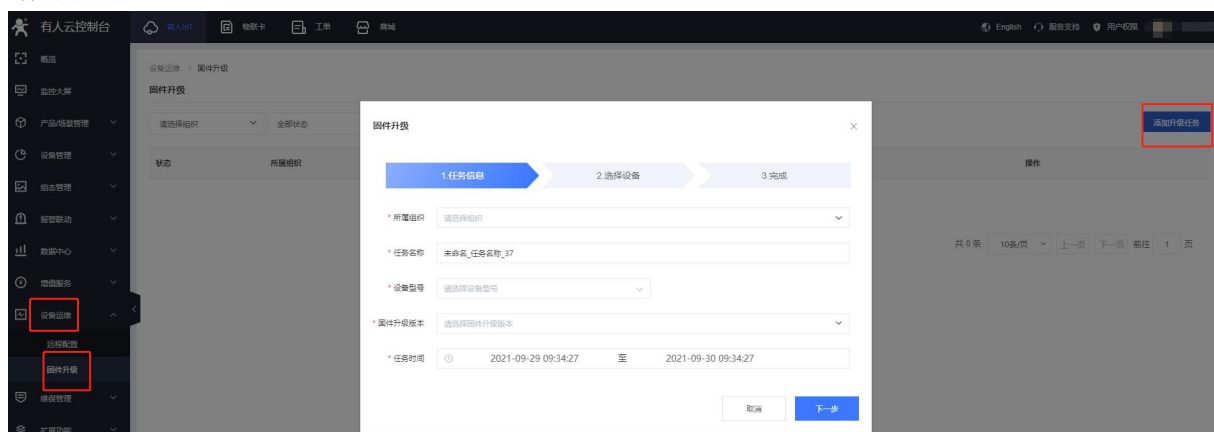 有人云控制台
有人IoT
物联卡
工单
商城
English
服务支持
用户权限
概览
监控大屏
产品/场景管理
设备管理
组态管理
报警联动
数据中心
增值服务
设备运维
远程配置
固件升级
维保管理
扩展功能
设备运维 > 固件升级
固件升级
请选择组织
全部状态
添加升级任务
状态
所属组织
操作
共 0 条
10条/页
上一页
下一页
前往 1 页
固件升级
1.任务信息
2.选择设备
3.完成
* 所属组织 请选择组织
* 任务名称 未命名_任务名称_37
* 设备型号 请选择设备型号
* 固件升级版本 请选择固件升级版本
* 任务时间 2021-09-29 09:34:27 至 2021-09-30 09:34:27
取消
下一步